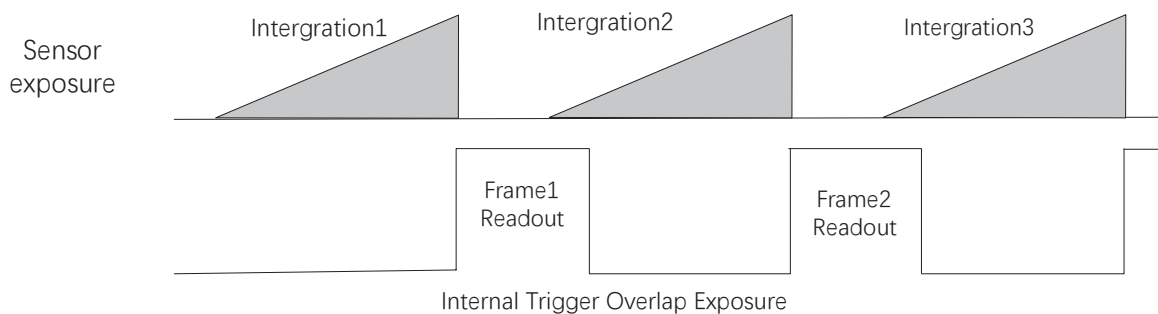 Intergration1
Intergration2
Intergration3
Sensor
exposure
Frame1
Readout
Frame2
Readout
Internal Trigger Overlap Exposure